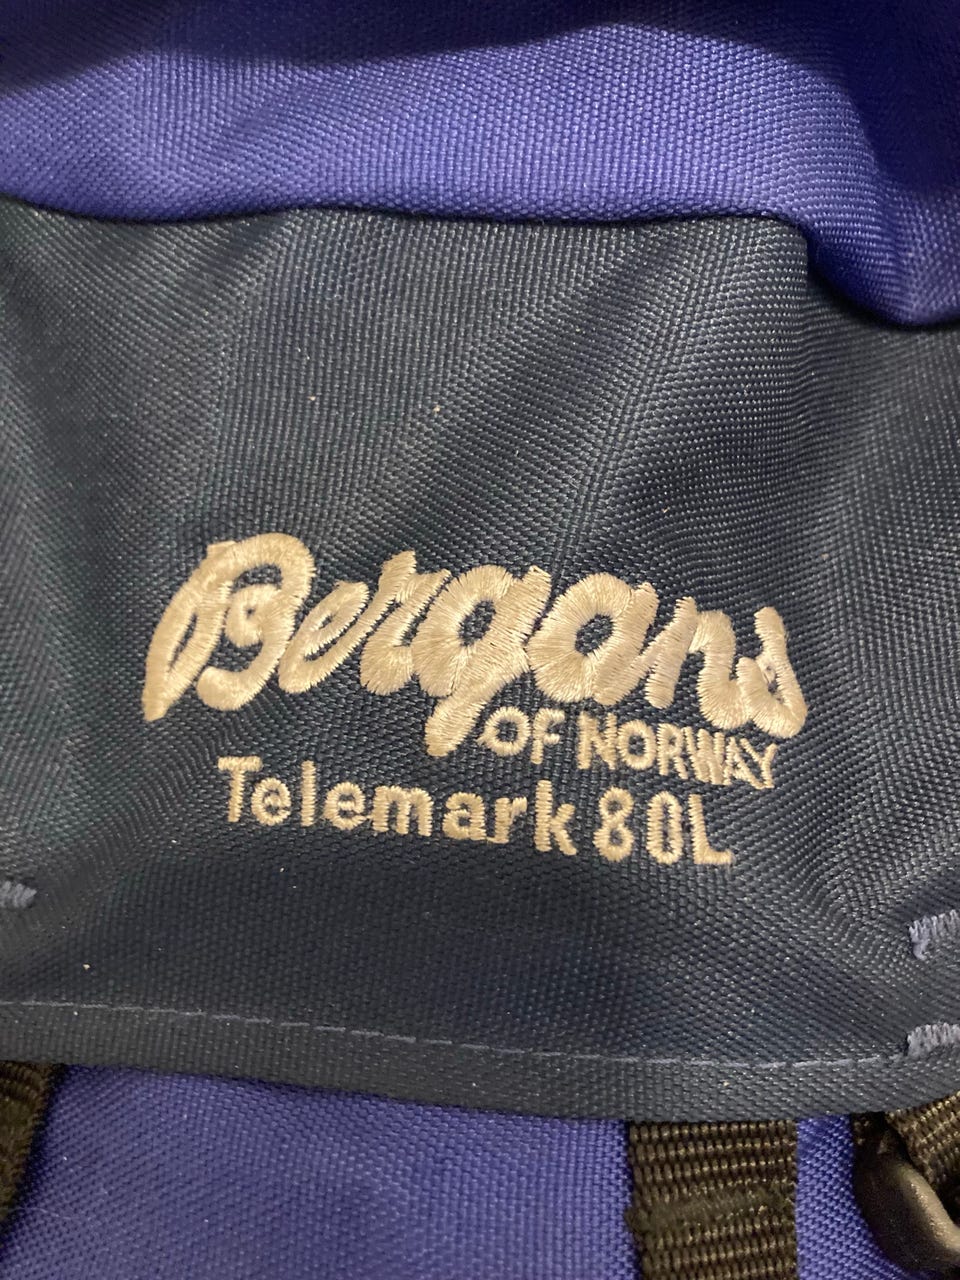 Bergans
OF NORWAY
Telemark 80L